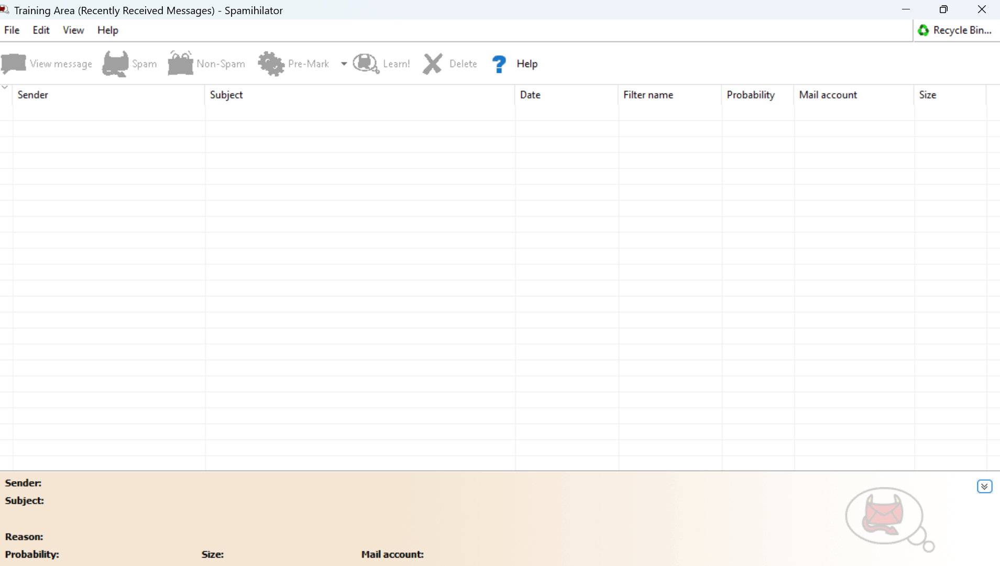 Training Area (Recently Received Messages) - Spamihilator
File Edit View Help Recycle Bin...
View message Spam Non-Spam Pre-Mark Learn! Delete ? Help
Sender Subject Date Filter name Probability Mail account Size
Sender:
Subject:
Reason:
Probability: Size: Mail account: